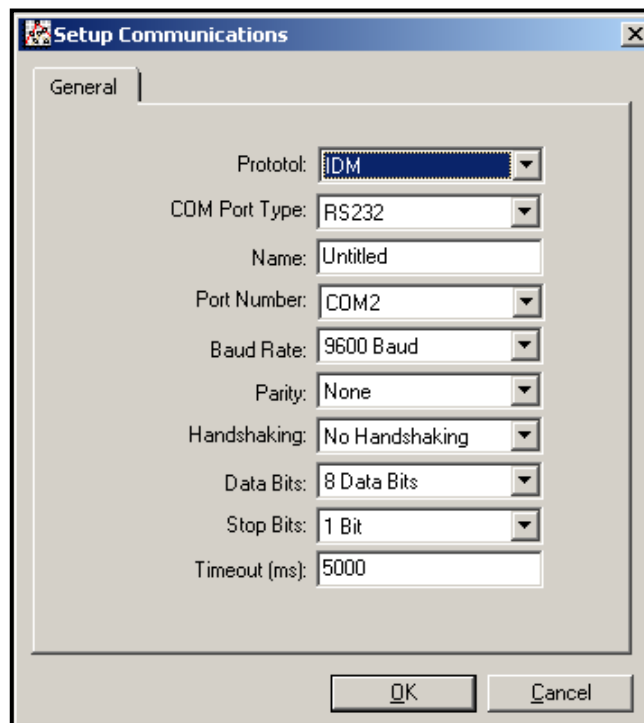 Setup Communications
General
Prototol: IDM
COM Port Type: RS232
Name: Untitled
Port Number: COM2
Baud Rate: 9600 Baud
Parity: None
Handshaking: No Handshaking
Data Bits: 8 Data Bits
Stop Bits: 1 Bit
Timeout (ms): 5000
OK Cancel